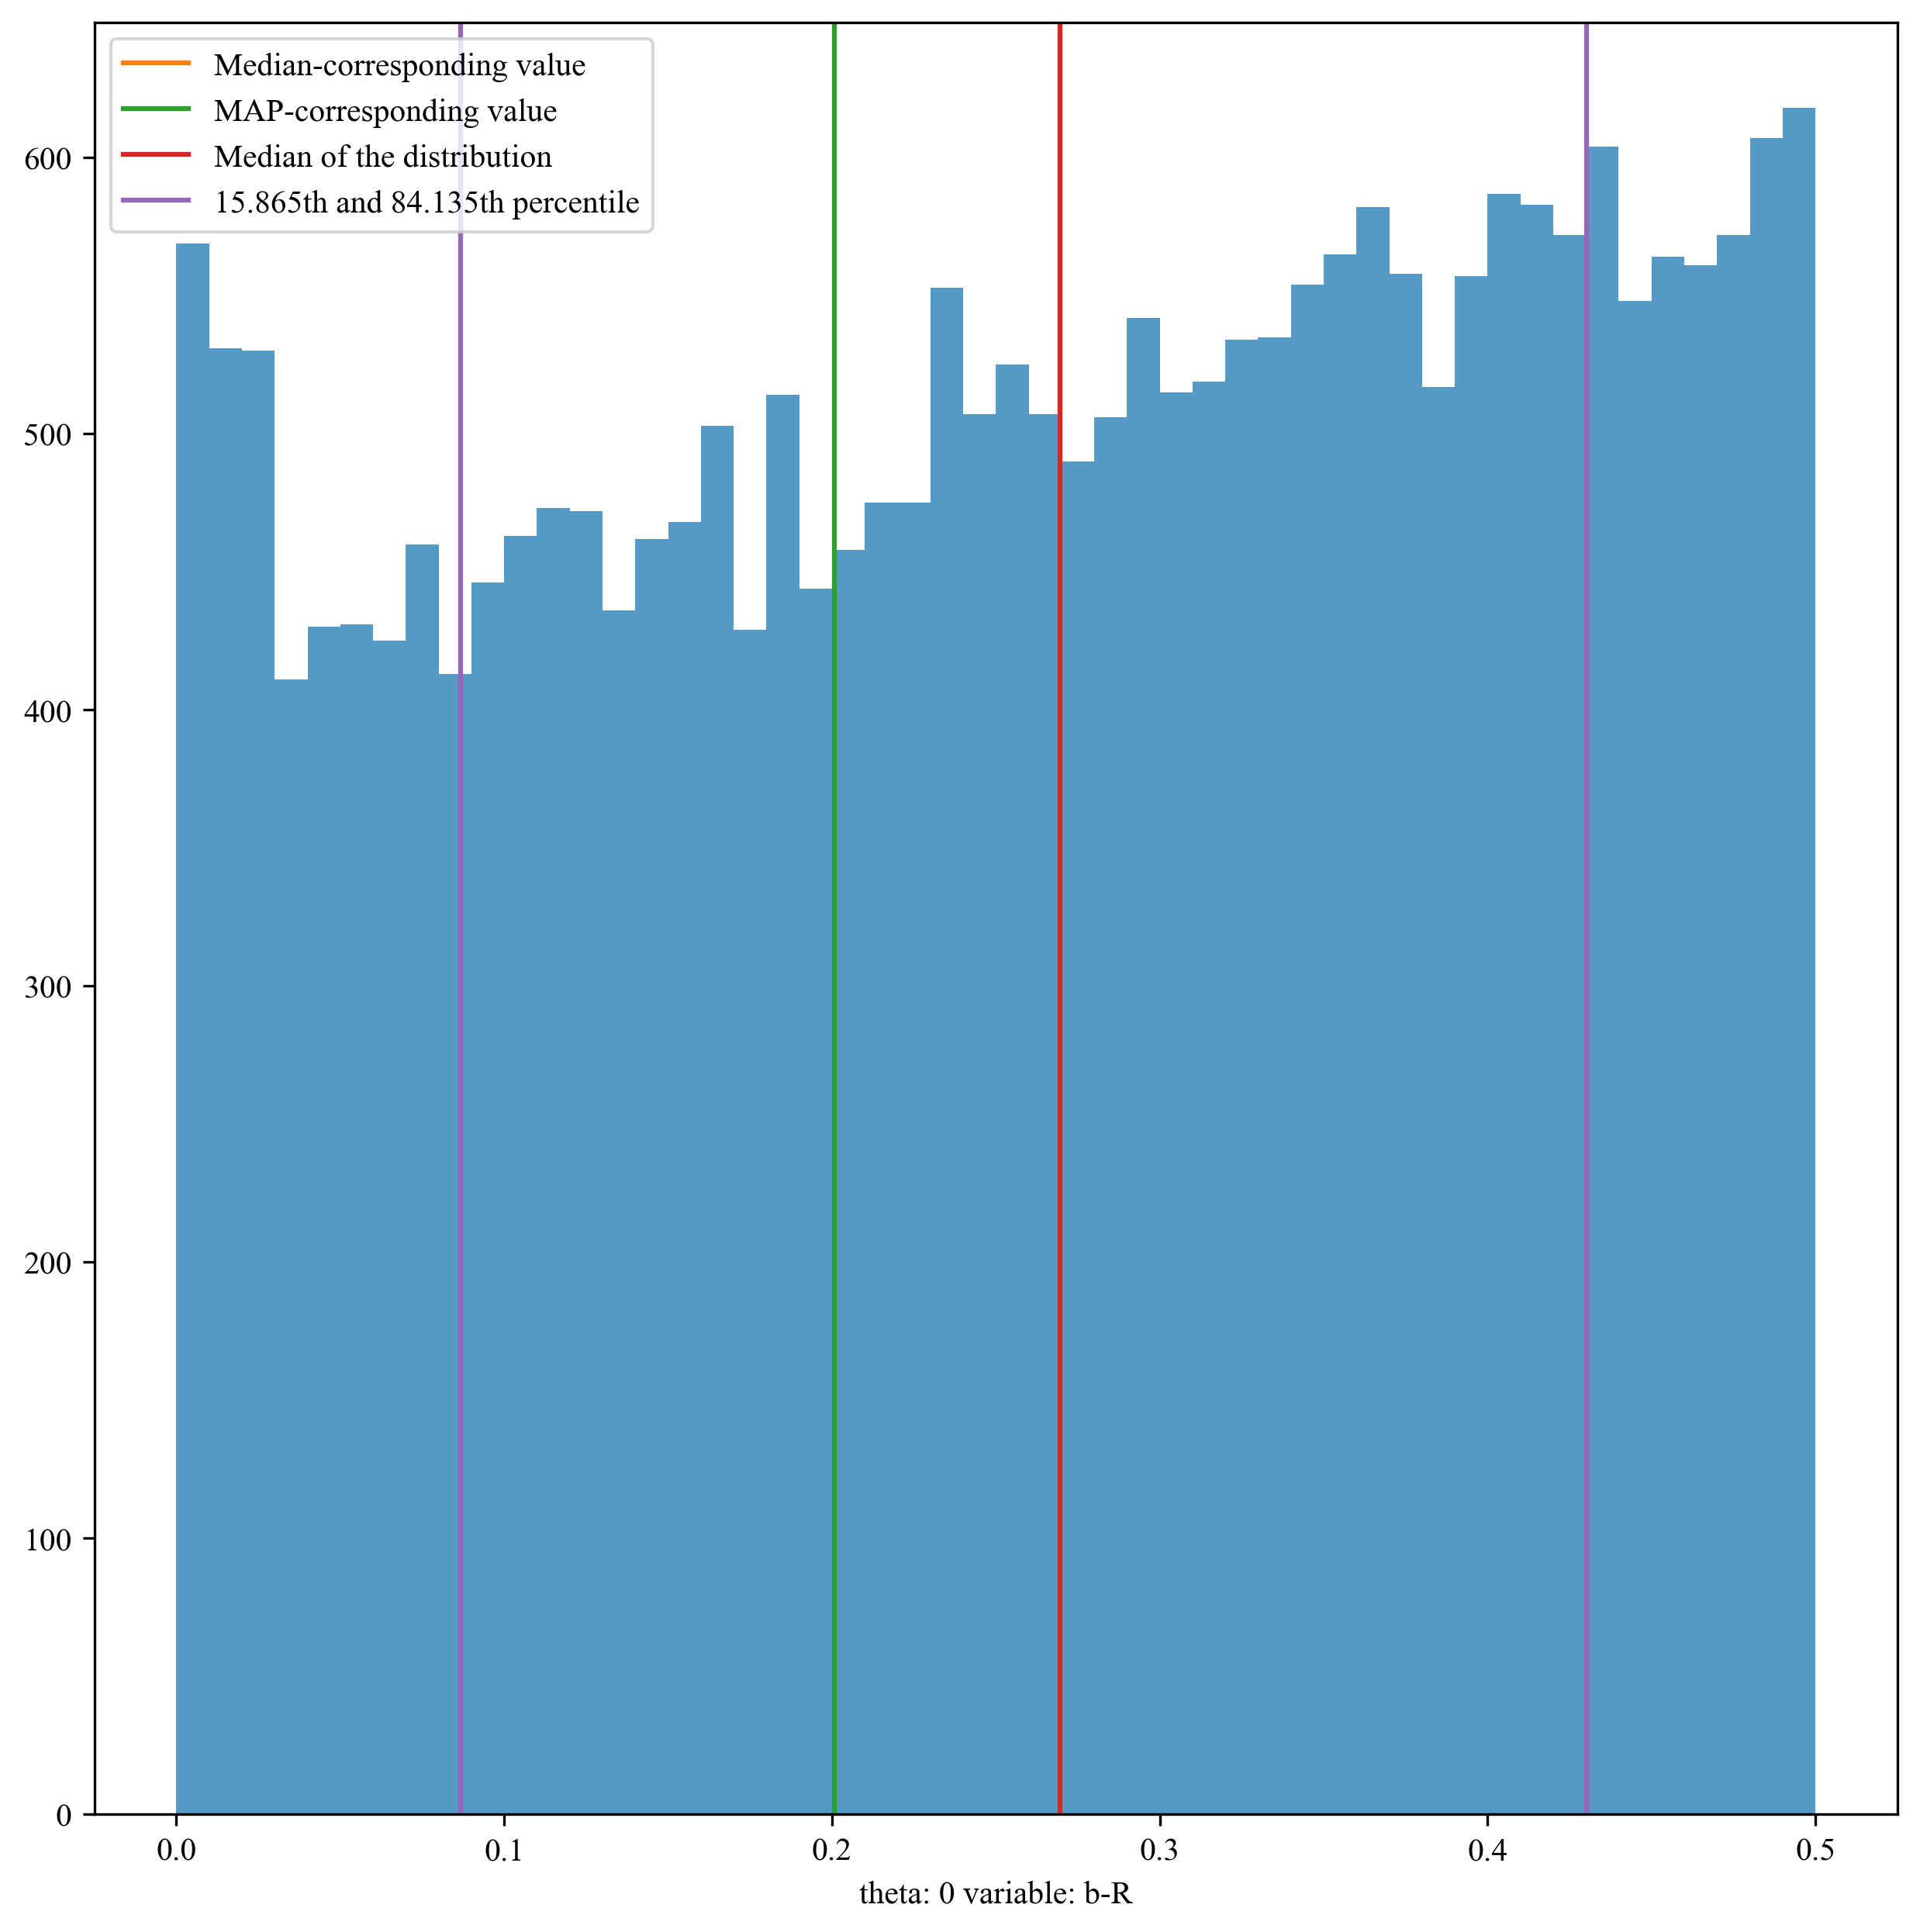 Median-corresponding value
MAP-corresponding value
Median of the distribution
15.865th and 84.135th percentile
600
500
400
300
200
100
0
0.0 0.1 0.2 0.3 0.4 0.5
theta: 0 variable: b-R